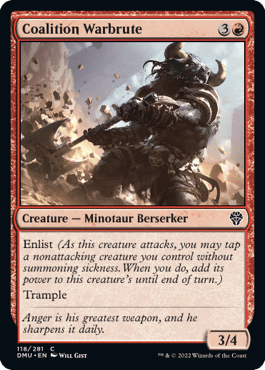 Coalition Warbrute 3
Creature — Minotaur Berserker
Enlist (As this creature attacks, you may tap
a nonattacking creature you control without
summoning sickness. When you do, add its
power to this creature's until end of turn.)
Trample
Anger is his greatest weapon, and he
sharpens it daily.
3/4
118/281 C
DMU • EN Will Gist
™ & © 2022 Wizards of the Coast